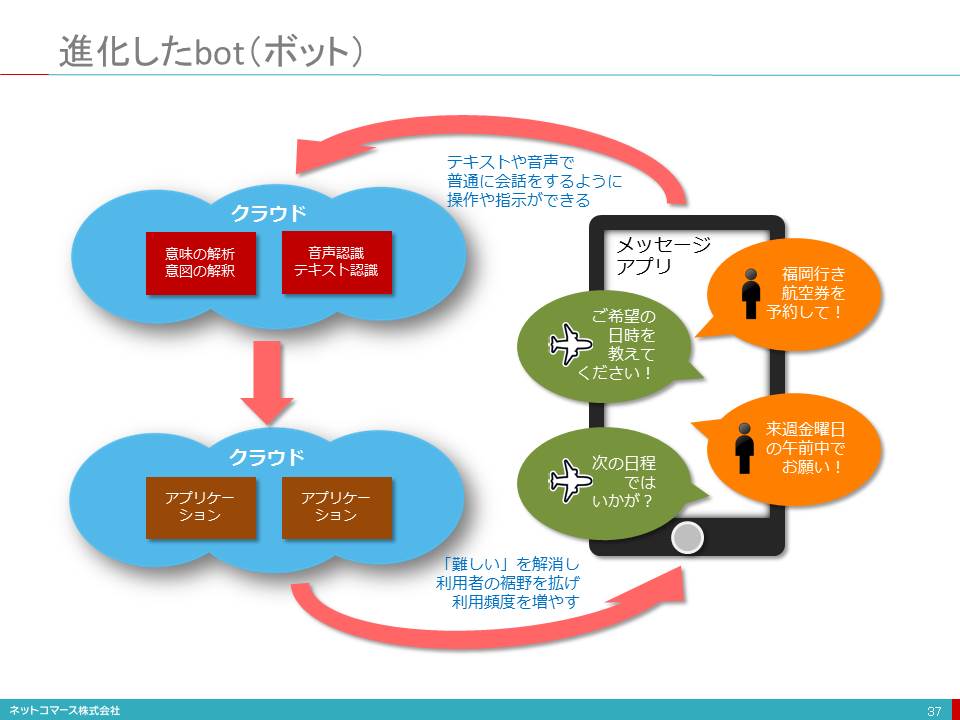 進化したbot（ボット）
テキストや音声で
普通に会話をするように
操作や指示ができる
クラウド
意味の解析
意図の解釈
音声認識
テキスト認識
メッセージ
アプリ
福岡行き
航空券を
予約して！
ご希望の
日時を
教えて
ください！
来週金曜日
の午前中で
お願い！
次の日程
では
いかが？
クラウド
アプリケー
ション
アプリケー
ション
「難しい」を解消し
利用者の裾野を拡げ
利用頻度を増やす
ネットコマース株式会社
37